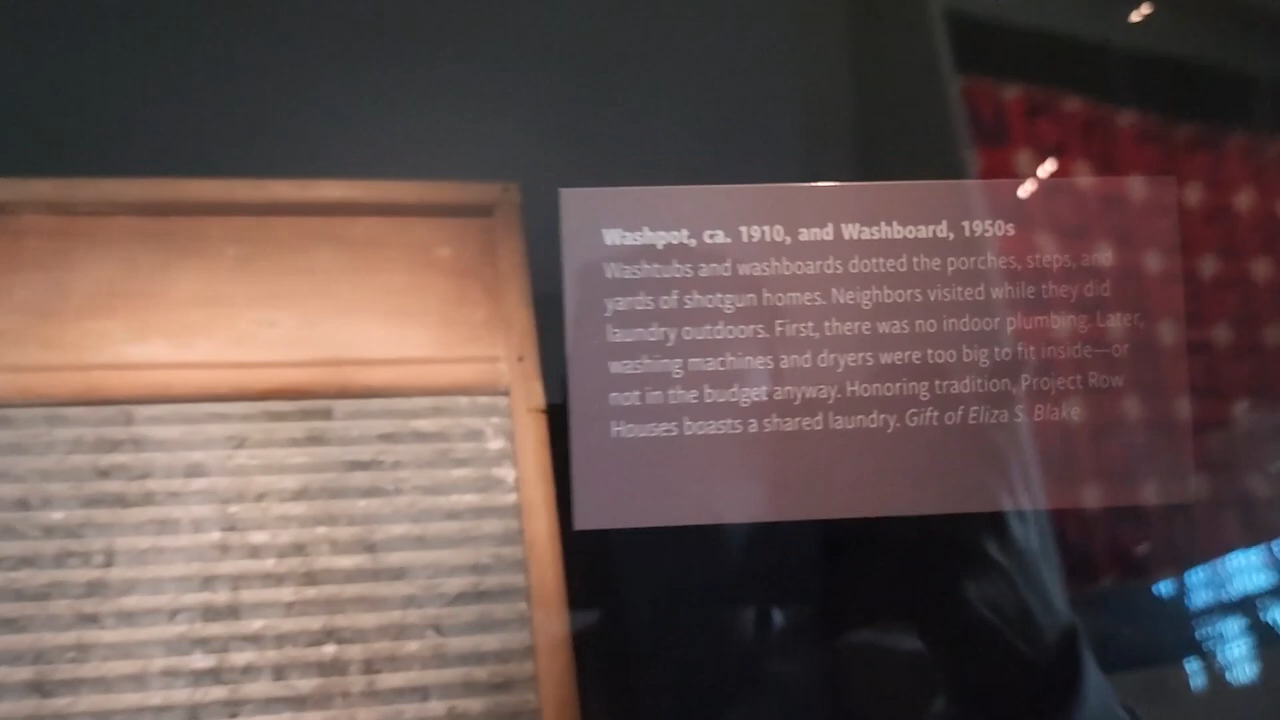 Washpot, ca. 1910, and Washboard, 1950s
Washtubs and washboards dotted the porches, steps, and
yards of shotgun homes. Neighbors visited while they did
laundry outdoors. First, there was no indoor plumbing. Later,
washing machines and dryers were too big to fit inside—or
not in the budget anyway. Honoring tradition, Project Row
Houses boasts a shared laundry. Gift of Eliza S. Blake